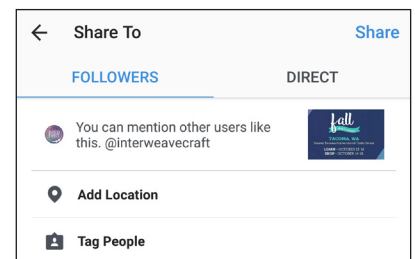 Share To
Share
FOLLOWERS
DIRECT
You can mention other users like
this. @interweavecraft
fall
TACOMA, WA
Add Location
Tag People